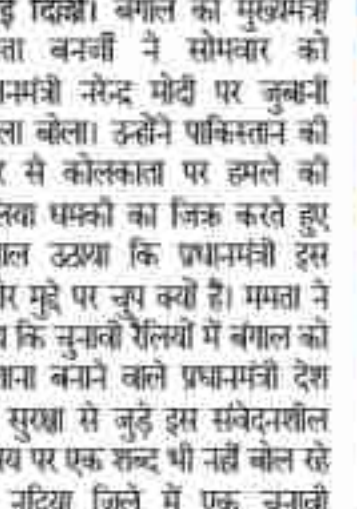 दिल्ली। बंगाल की मुख्यमंत्री
बनर्जी ने सोमवार को
नरेन्द्र मोदी पर जुबानी
बोला। उन्होंने पाकिस्तान की
से कोलकाता पर हमले की
धमकी का जिक्र करते हुए
उठाया कि प्रधानमंत्री इस
मुद्दे पर चुप क्यों हैं। ममता ने
कि चुनावी रैलियों में बंगाल को
बनाने वाले प्रधानमंत्री देश
सुरक्षा से जुड़े इस संवेदनशील
पर एक शब्द भी नहीं बोल रहे
नदिया जिले में एक चुनावी